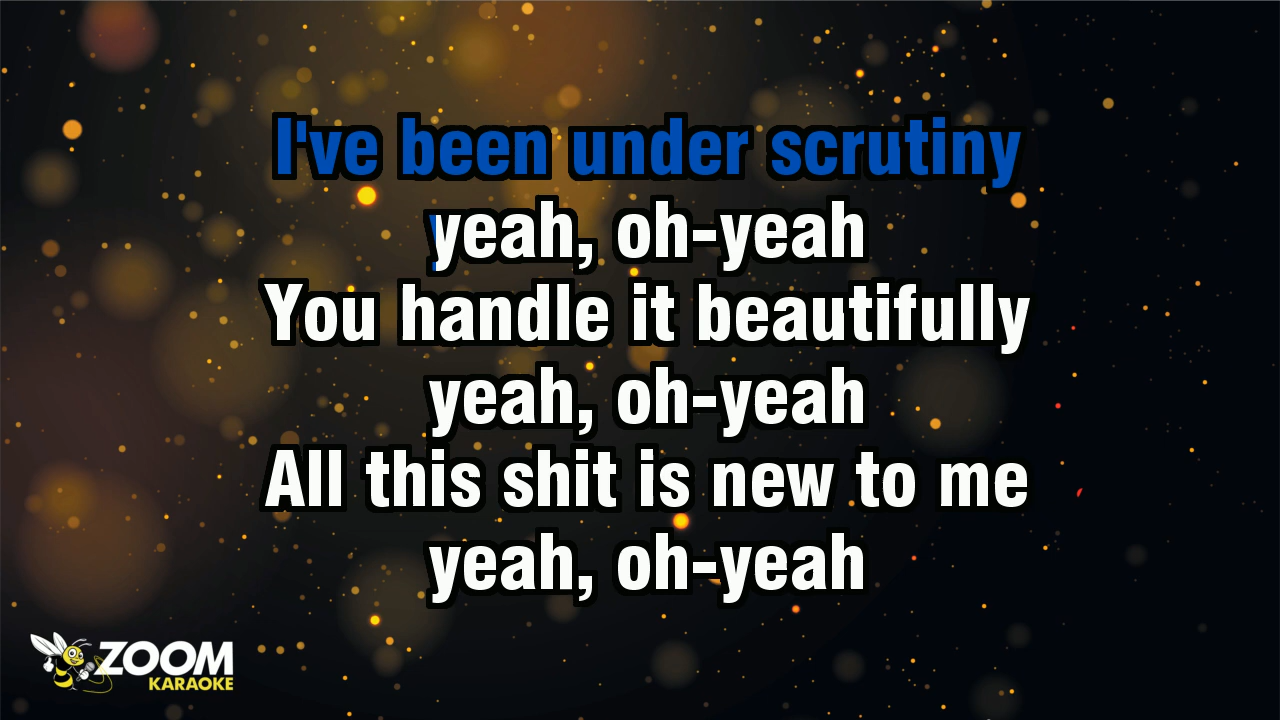 I've been under scrutiny
yeah, oh-yeah
You handle it beautifully
yeah, oh-yeah
All this shit is new to me
yeah, oh-yeah
ZOOM
KARAOKE